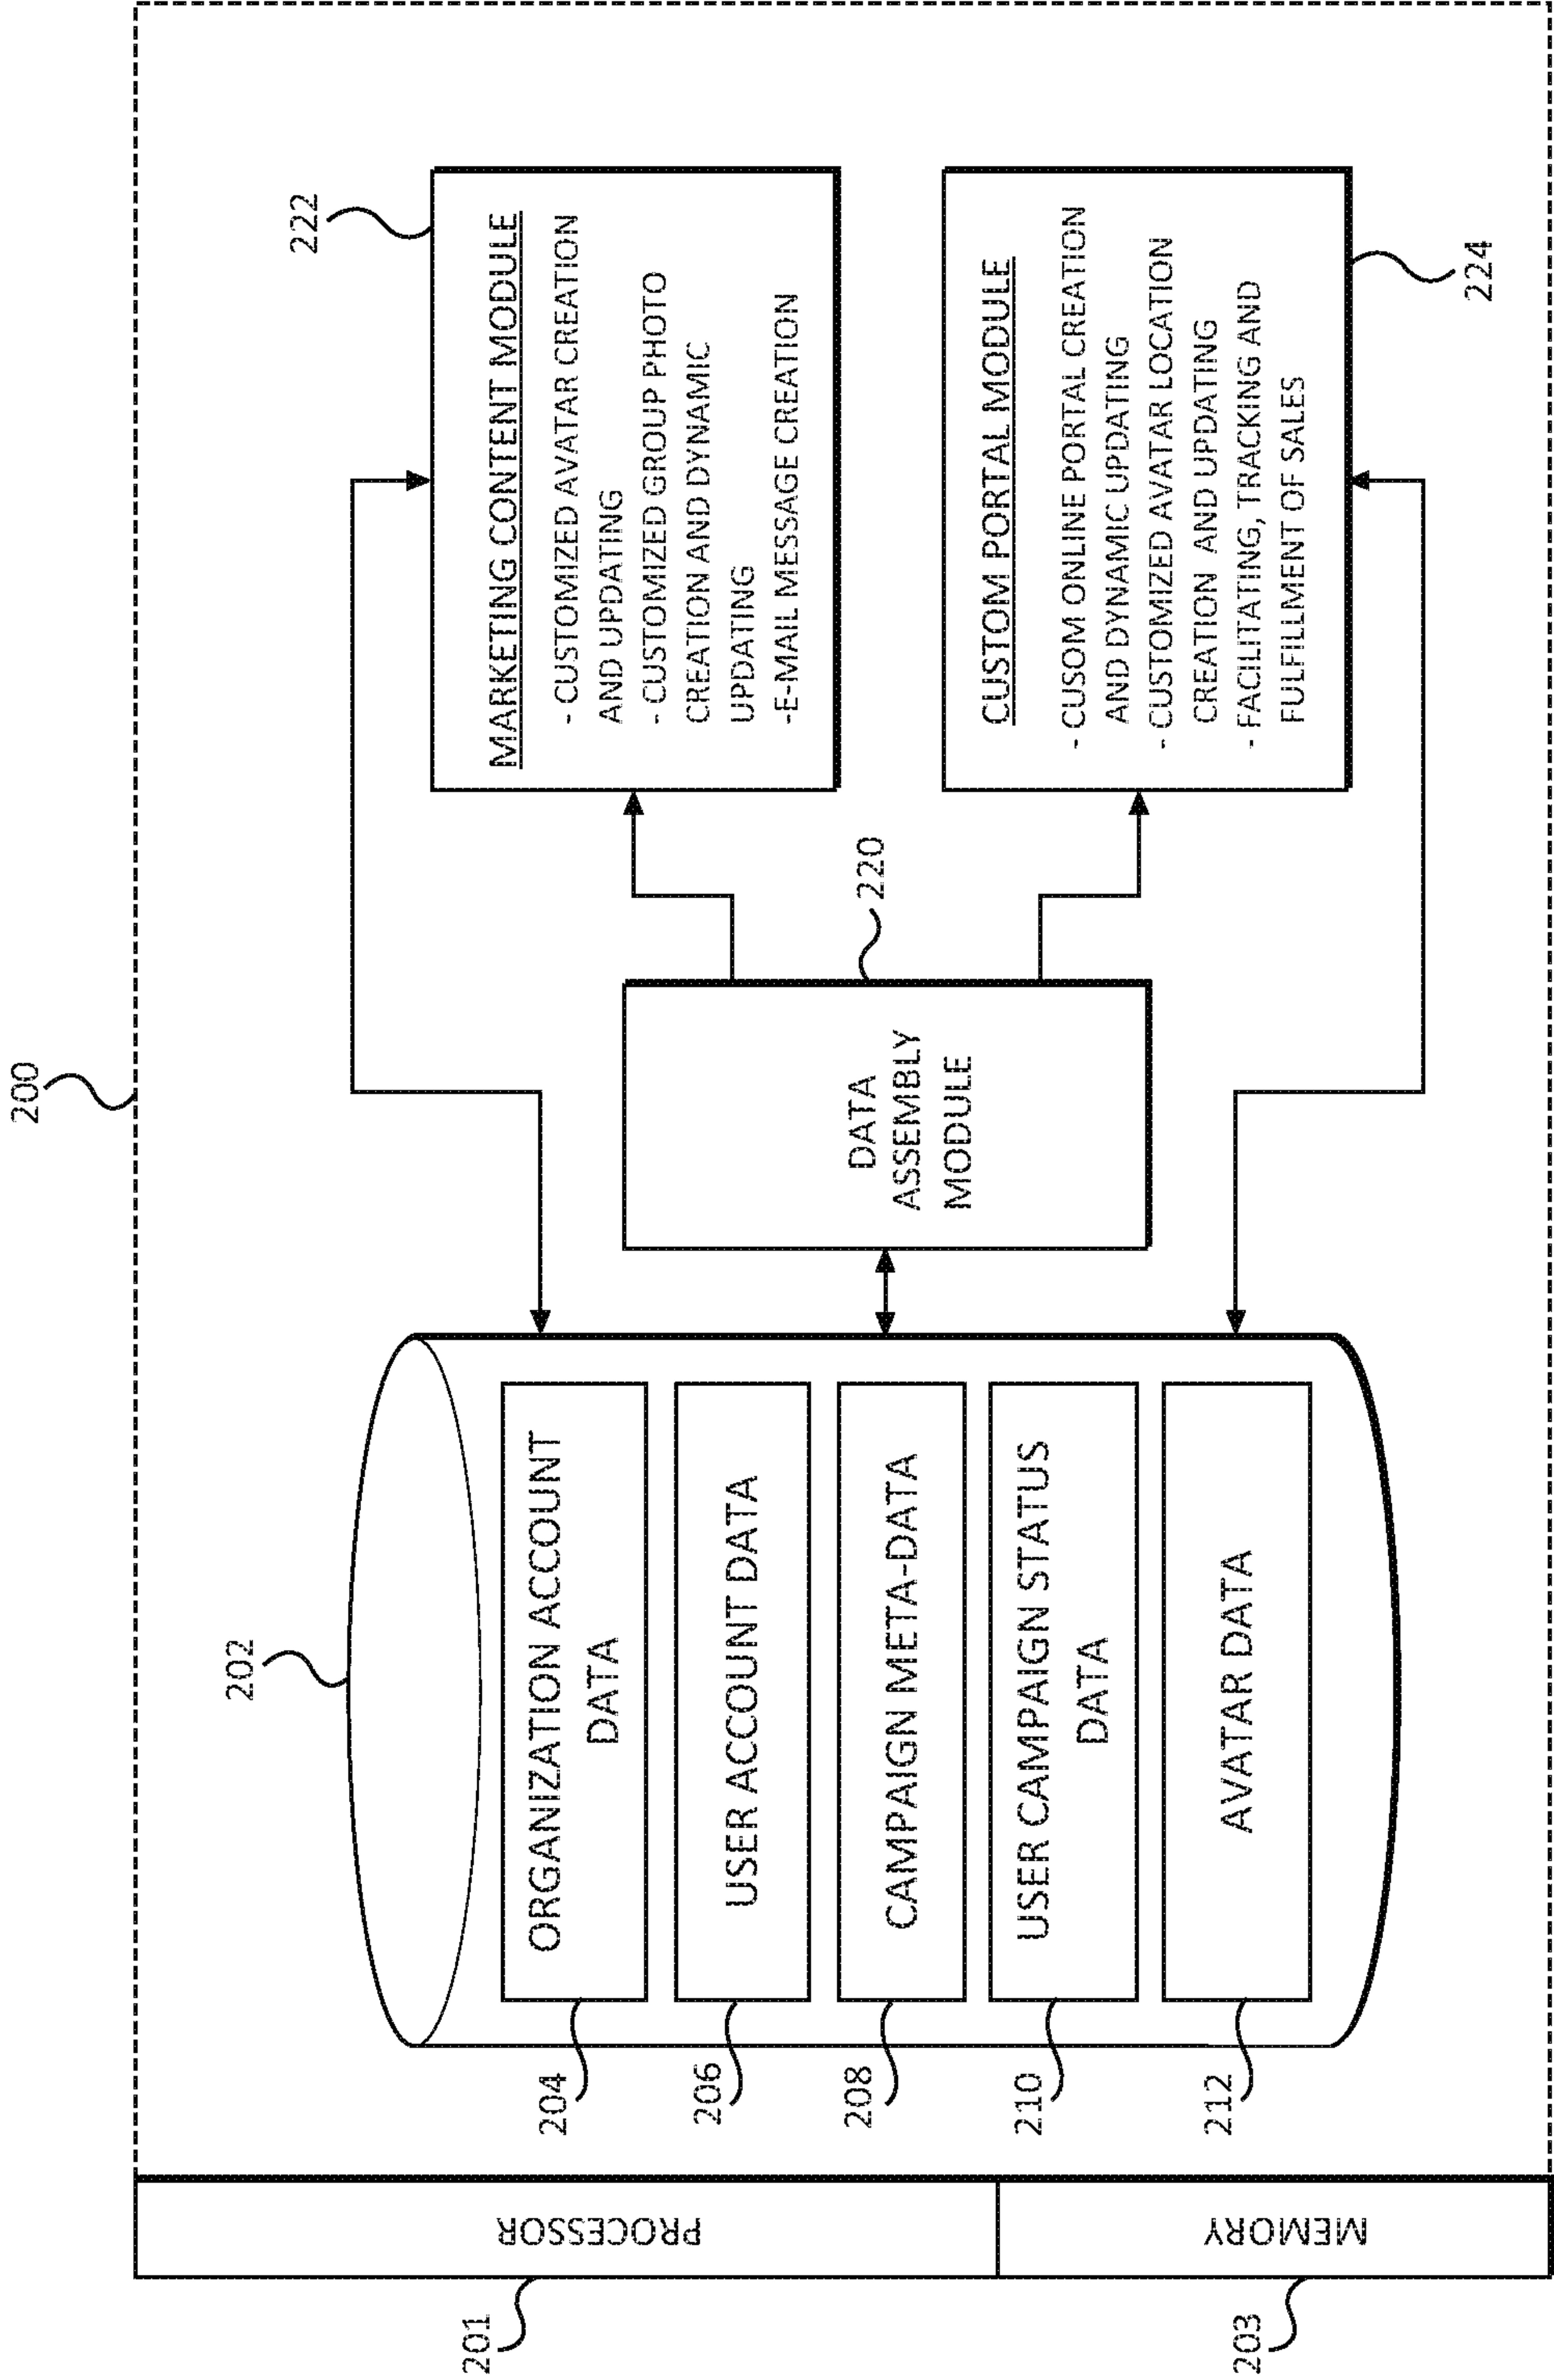 200
201
PROCESSOR
203
MEMORY
202
204
ORGANIZATION ACCOUNT
DATA
206
USER ACCOUNT DATA
208
CAMPAIGN META-DATA
210
USER CAMPAIGN STATUS
DATA
212
AVATAR DATA
220
DATA
ASSEMBLY
MODULE
222
MARKETING CONTENT MODULE
- CUSTOMIZED AVATAR CREATION
AND UPDATING
- CUSTOMIZED GROUP PHOTO
CREATION AND DYNAMIC
UPDATING
-E-MAIL MESSAGE CREATION
CUSTOM PORTAL MODULE
- CUSOM ONLINE PORTAL CREATION
AND DYNAMIC UPDATING
- CUSTOMIZED AVATAR LOCATION
CREATION AND UPDATING
- FACILITATING, TRACKING AND
FULFILLMENT OF SALES
224